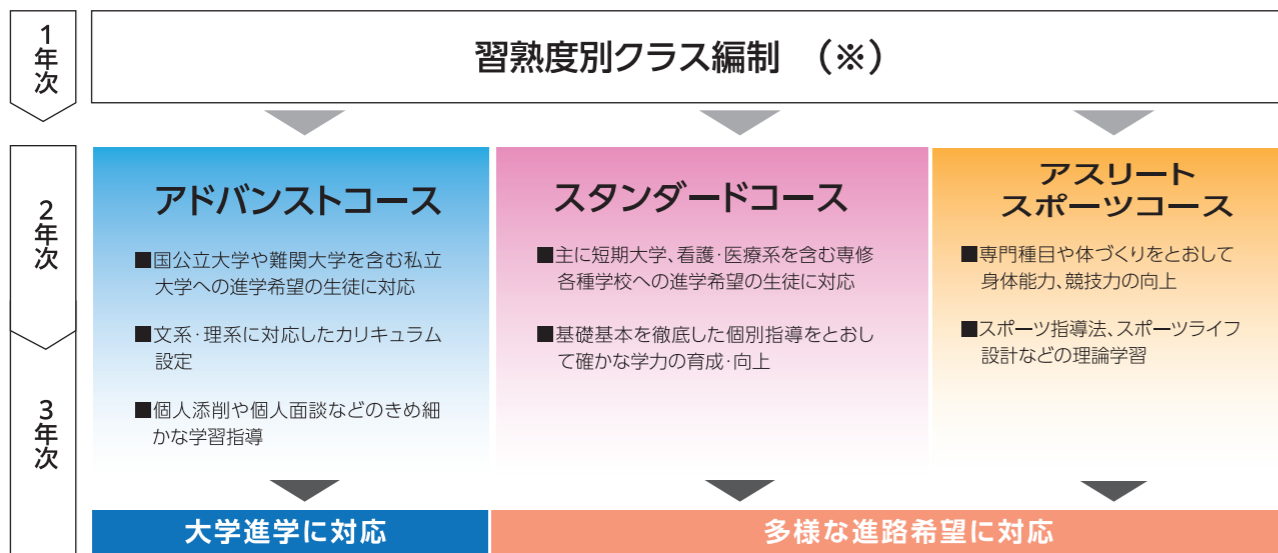 1年次
習熟度別クラス編制 （※）
2年次
3年次
アドバンストコース
■国公立大学や難関大学を含む私立
大学への進学希望の生徒に対応
■文系・理系に対応したカリキュラム
設定
■個人添削や個人面談などのきめ細
かな学習指導
スタンダードコース
■主に短期大学、看護・医療系を含む専修
各種学校への進学希望の生徒に対応
■基礎基本を徹底した個別指導をとおし
て確かな学力の育成・向上
アスリート
スポーツコース
■専門種目や体づくりをとおして
身体能力、競技力の向上
■スポーツ指導法、スポーツライフ
設計などの理論学習
大学進学に対応
多様な進路希望に対応